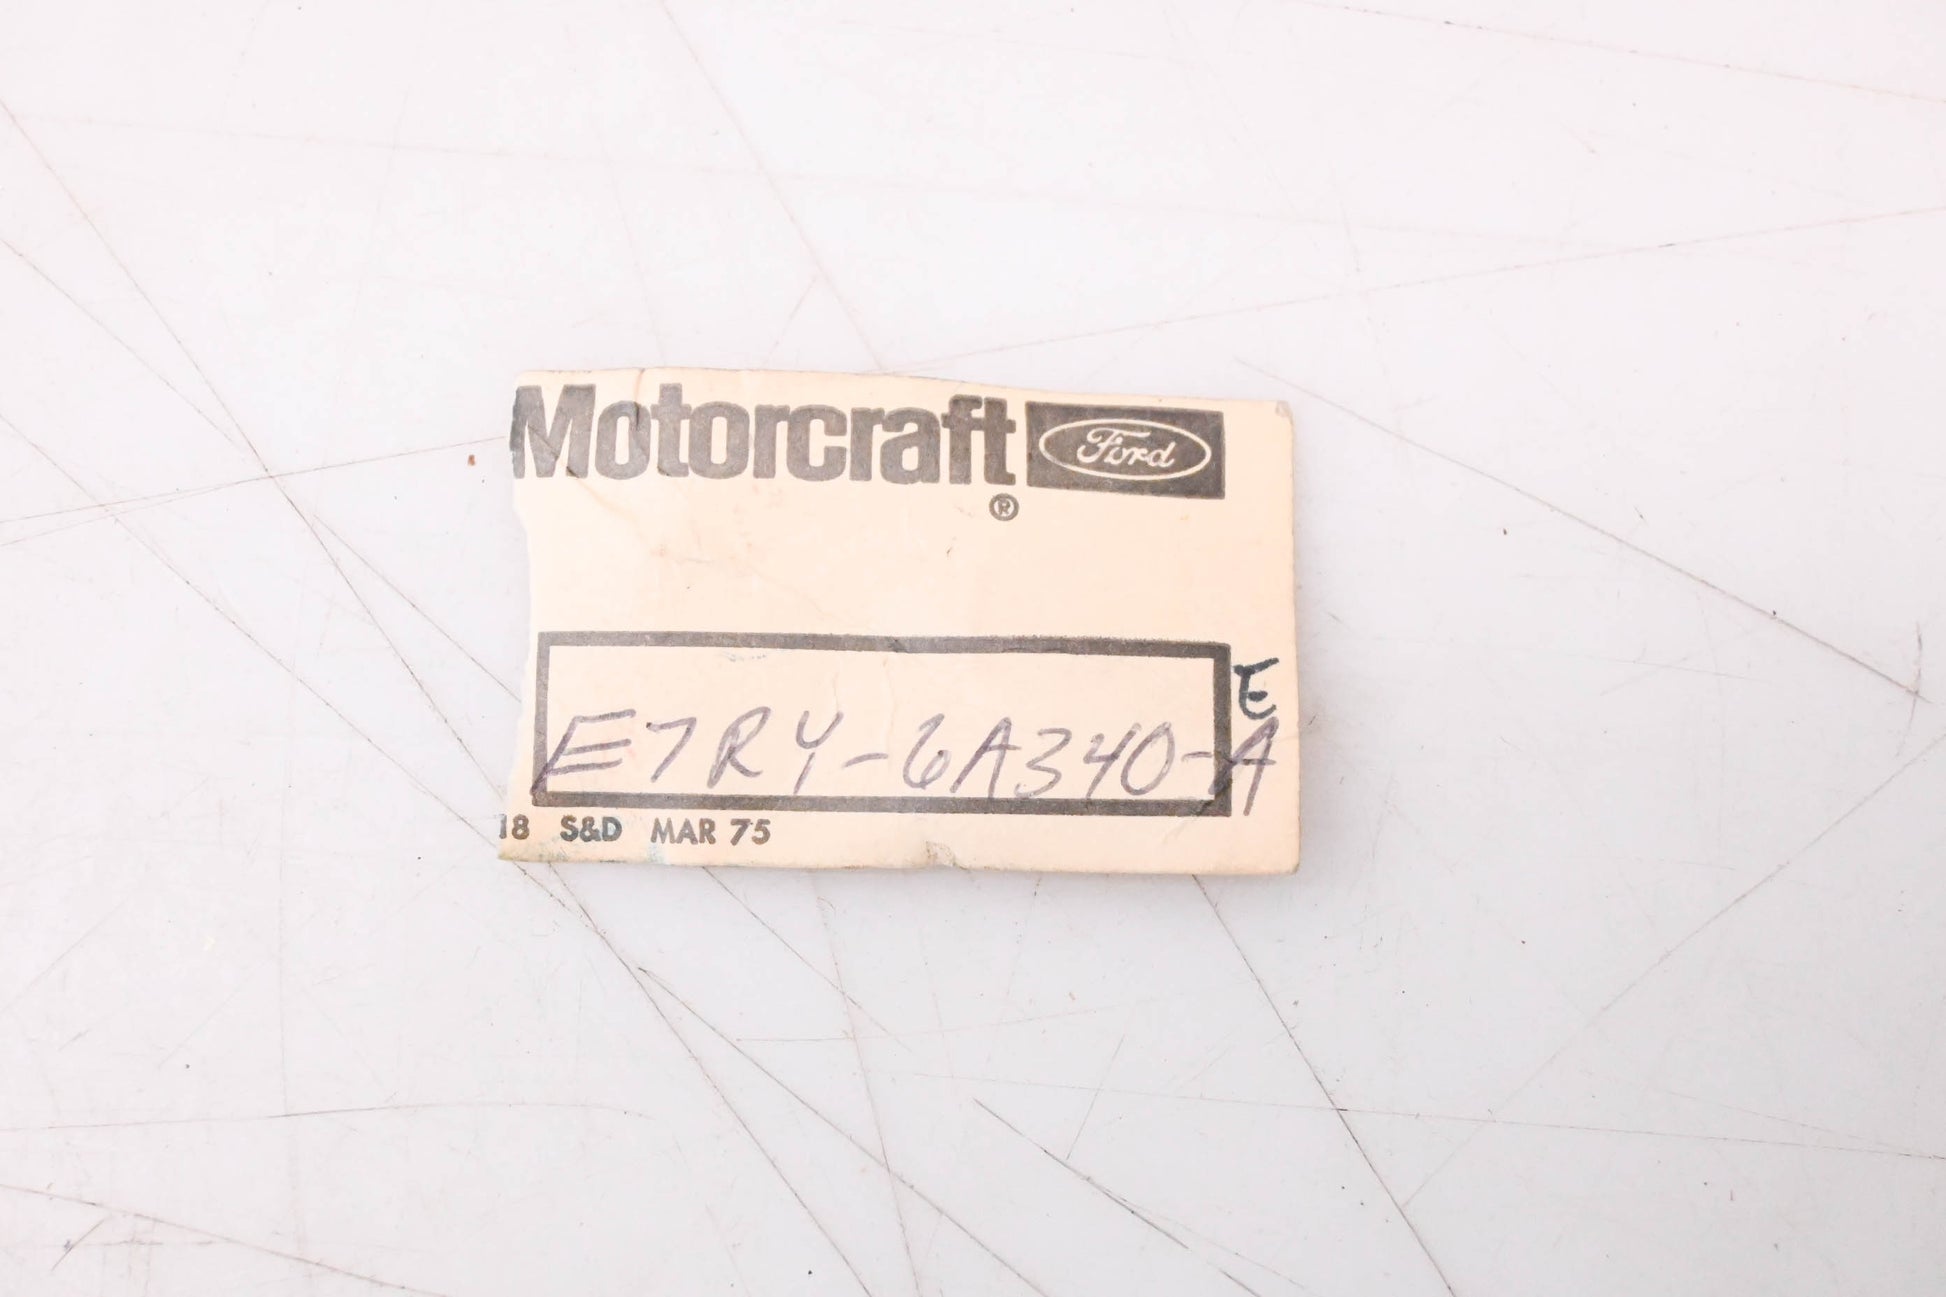 Motorcraft Ford
®
E
E7RY-6A340-A
18 S&D MAR 75